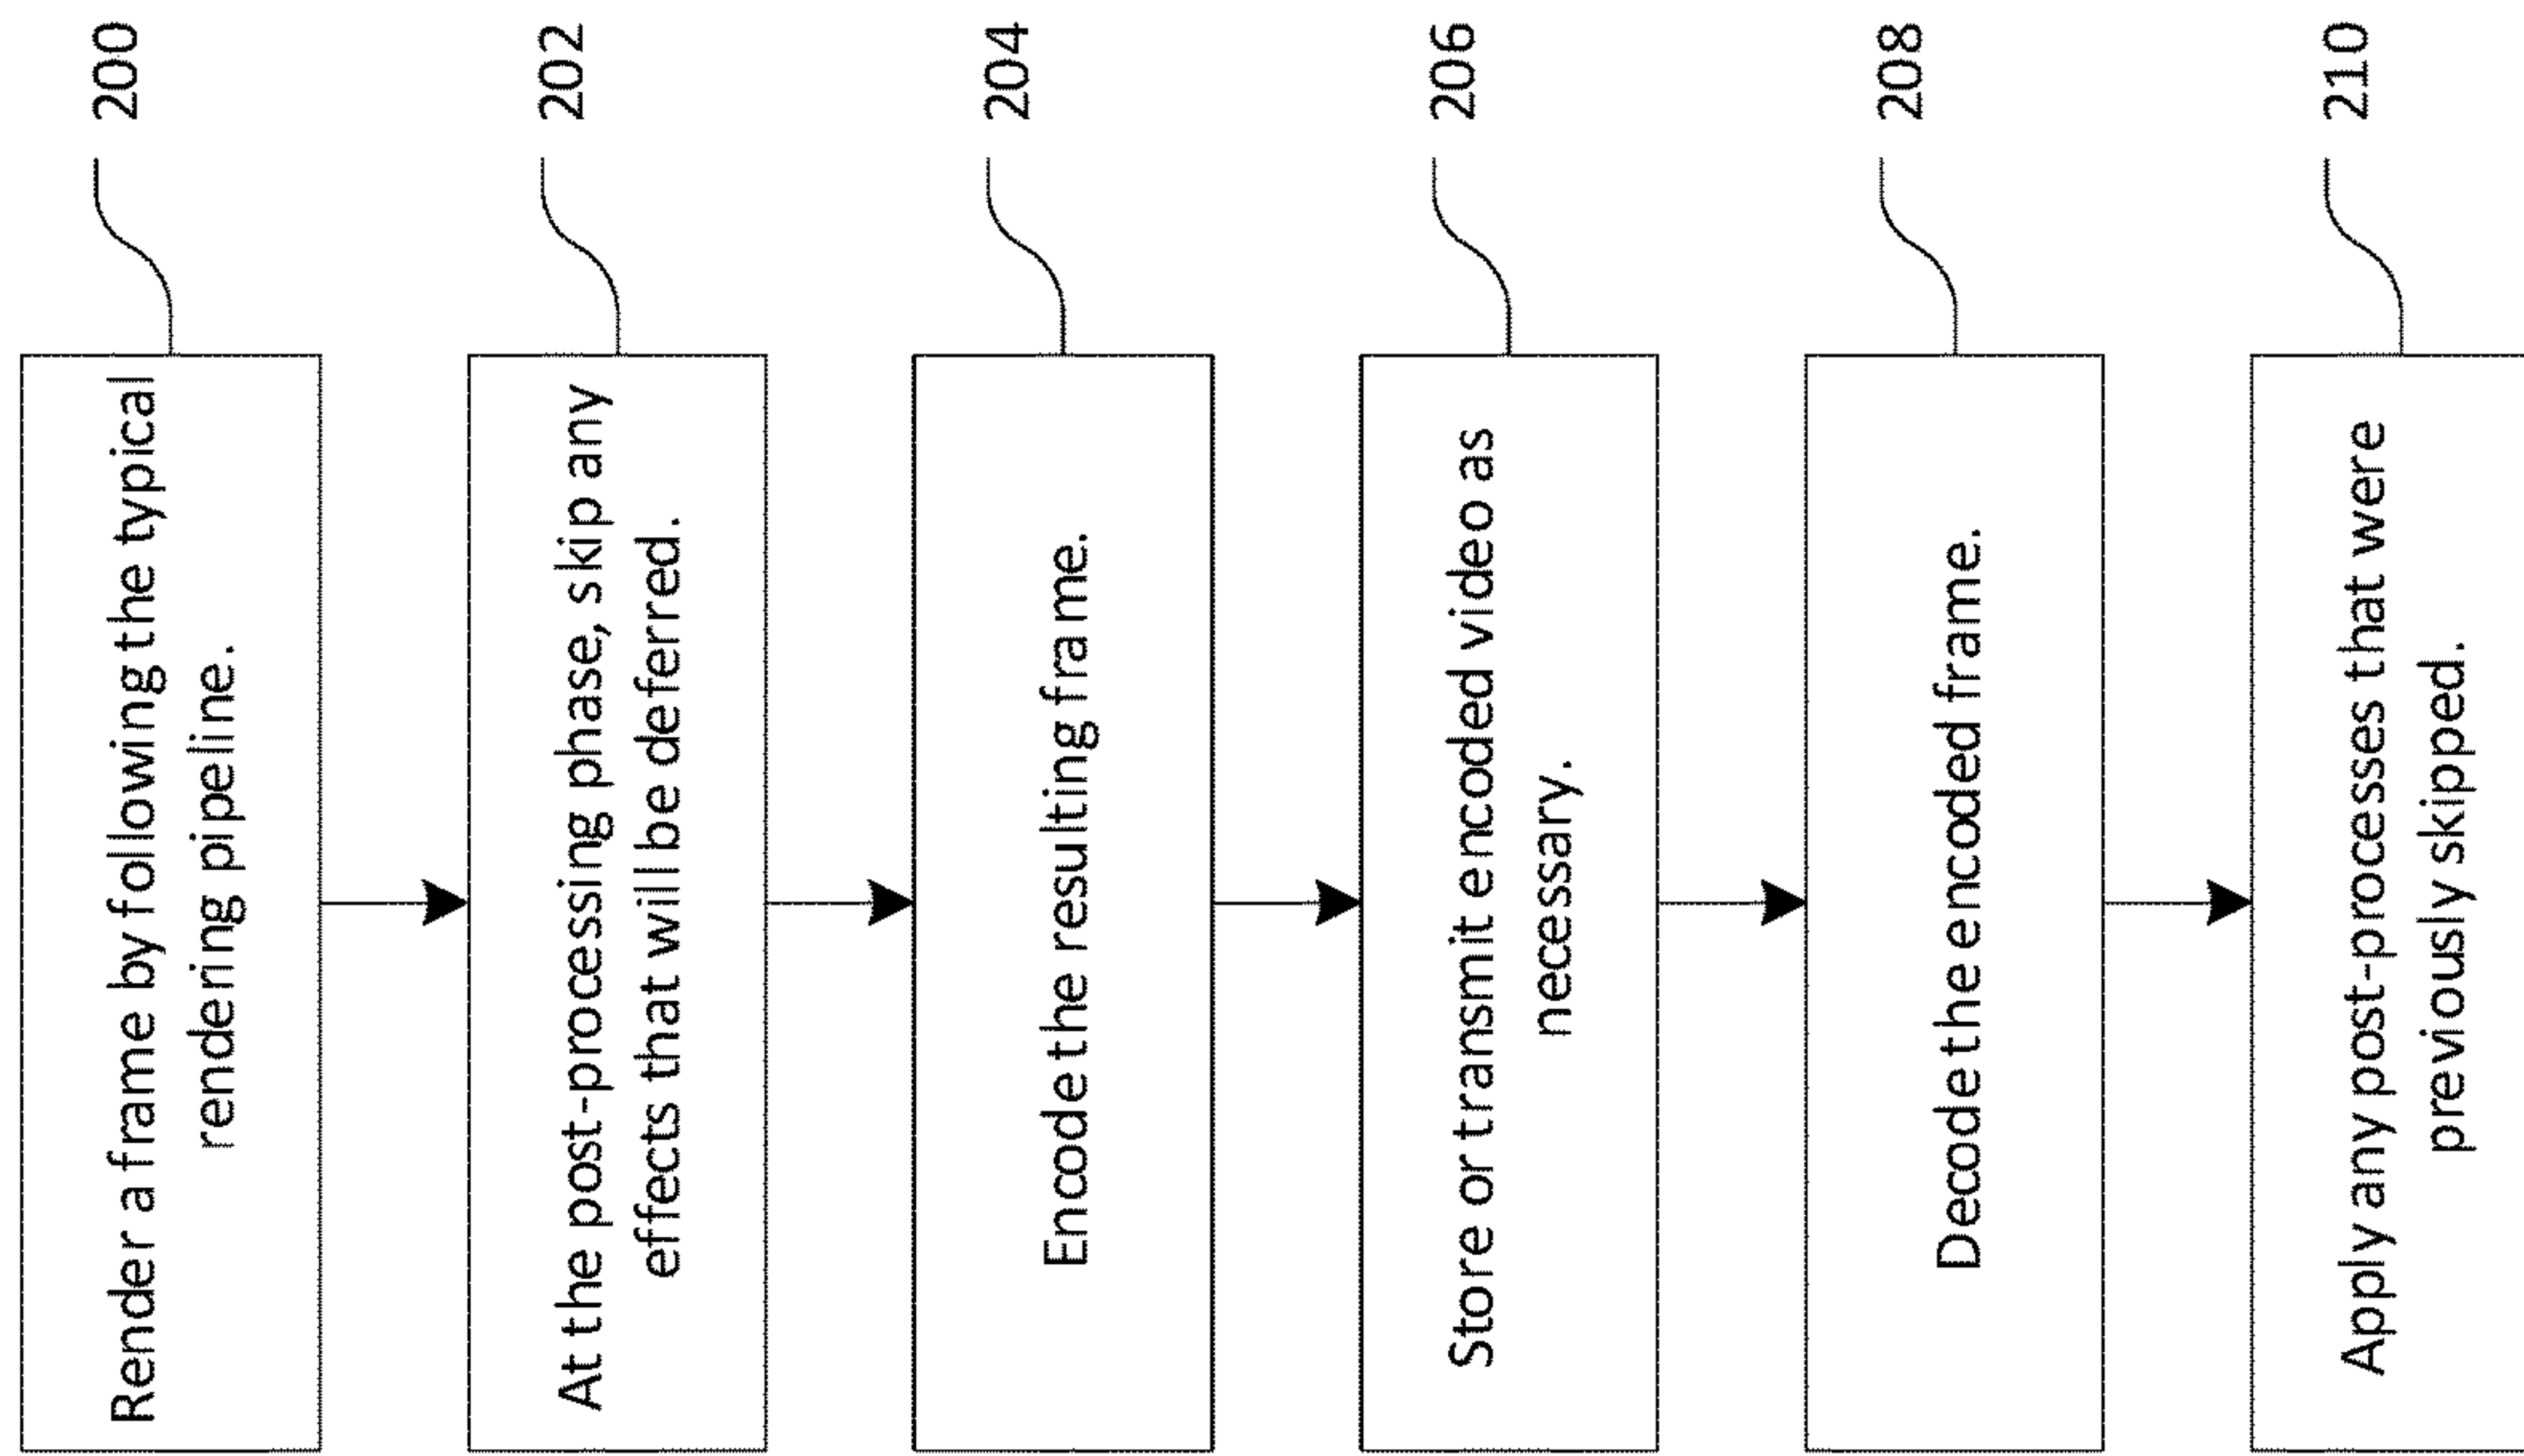 Render a frame by following the typical
rendering pipeline.
200
At the post-processing phase, skip any
effects that will be deferred.
202
Encode the resulting frame.
204
Store or transmit encoded video as
necessary.
206
Decode the encoded frame.
208
Apply any post-processes that were
previously skipped.
210